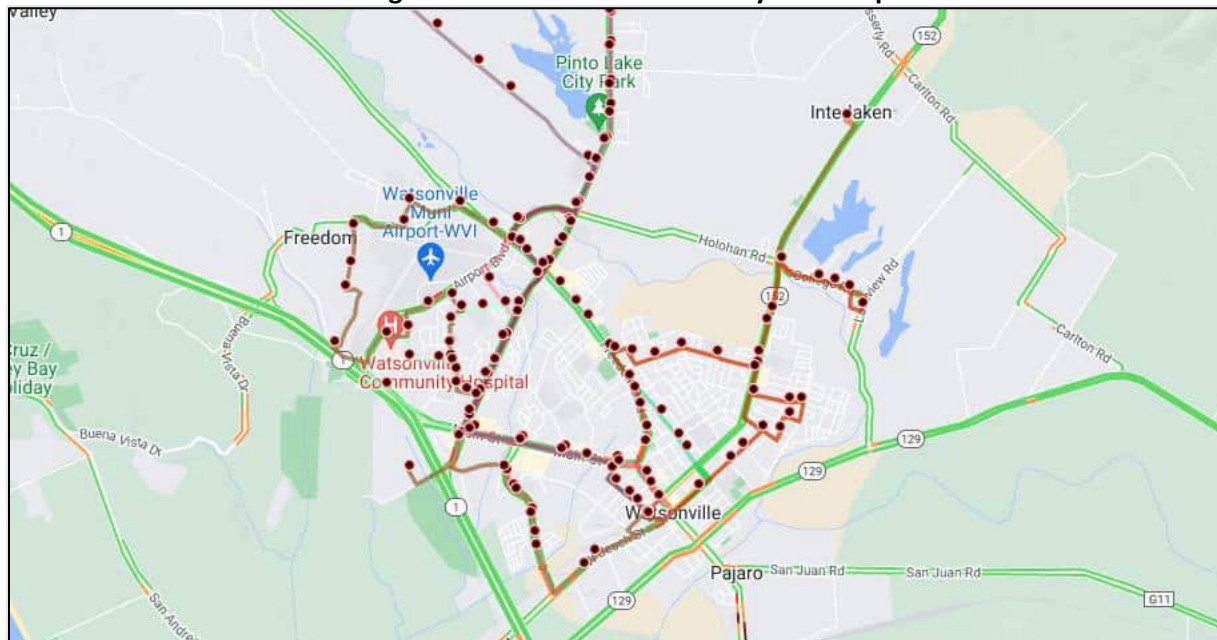 Valley
152
Pinto Lake
City Park
Carlton Rd
Interlaken
Watsonville
Muni
Airport-WVI
1
Freedom
Airport Blvd
Holohan Rd
152
Buena Vista Dr
Carlton Rd
1
Watsonville
Community Hospital
cruz /
ey Bay
oliday
Buena Vista Dr
Main St
129
129
1
Watsonville
Pajaro
San Juan Rd
San Juan Rd
129
G11
San Andre